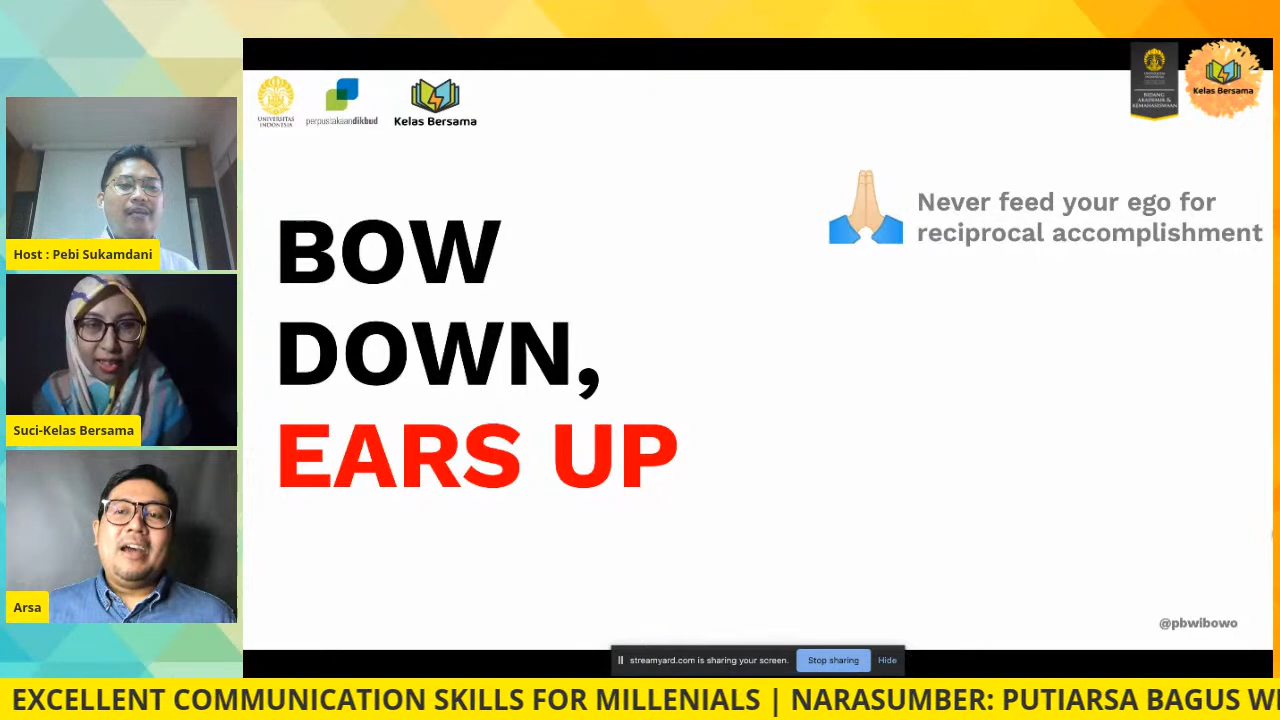 UNIVERSITAS
INDONESIA
perpustakaandikbud
Kelas Bersama
UNIVERSITAS
INDONESIA
BIDANG
AKADEMIK &
KEMAHASISWAAN
Kelas Bersama
Never feed your ego for
reciprocal accomplishment
BOW
DOWN,
EARS UP
Host : Pebi Sukamdani
Suci-Kelas Bersama
Arsa
@pbwibowo
streamyard.com is sharing your screen.
Stop sharing
Hide
EXCELLENT COMMUNICATION SKILLS FOR MILLENIALS | NARASUMBER: PUTIARSA BAGUS WI